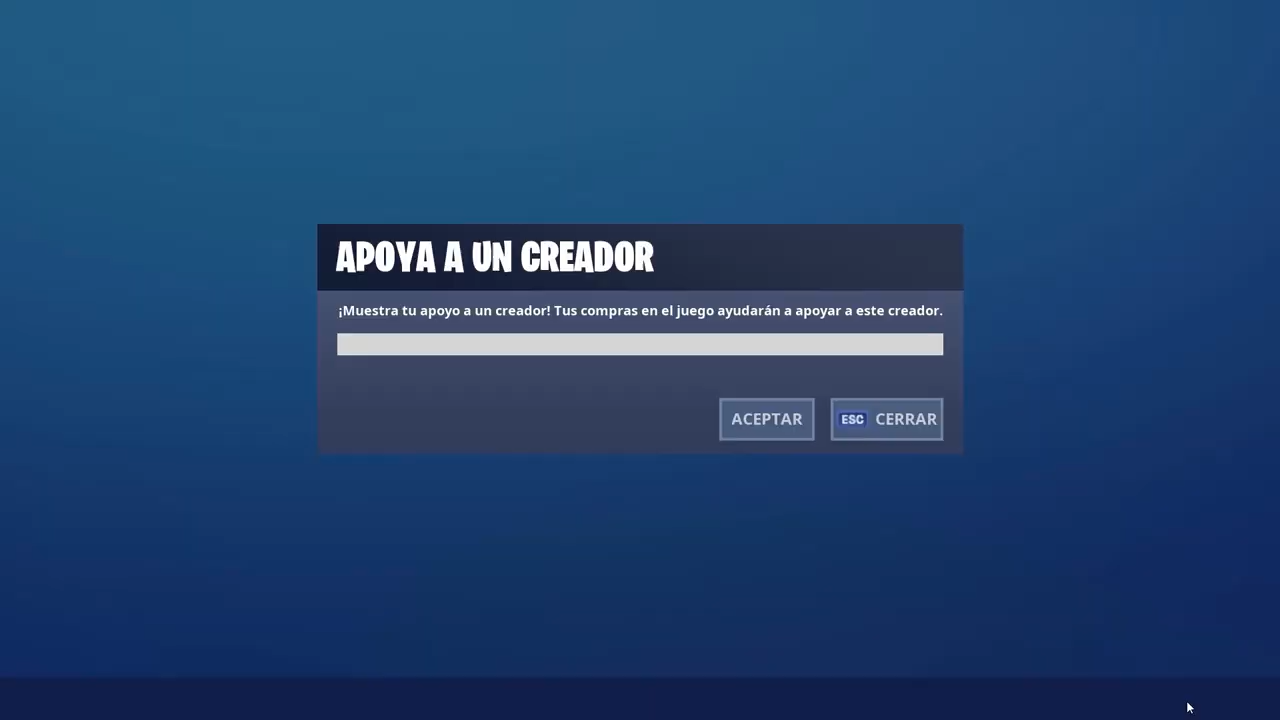 APOYA A UN CREADOR
¡Muestra tu apoyo a un creador! Tus compras en el juego ayudarán a apoyar a este creador.
ACEPTAR
ESC CERRAR